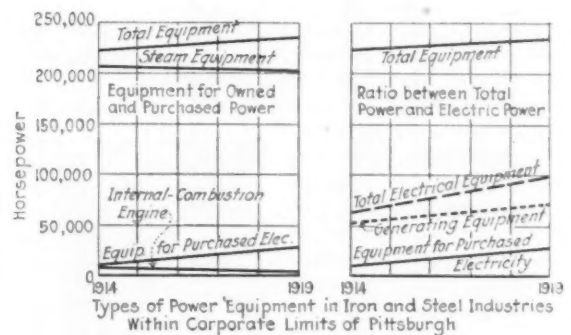 Horsepower
250,000
200,000
150,000
100,000
50,000
0
Total Equipment
Steam Equipment
Equipment for Owned
and Purchased Power
Internal-Combustion
Engine
Equip. for Purchased Elec.
1914
1919
Total Equipment
Ratio between Total
Power and Electric Power
Total Electrical Equipment
Generating Equipment
Equipment for Purchased
Electricity
1914
1919
Types of Power Equipment in Iron and Steel Industries
Within Corporate Limits of Pittsburgh